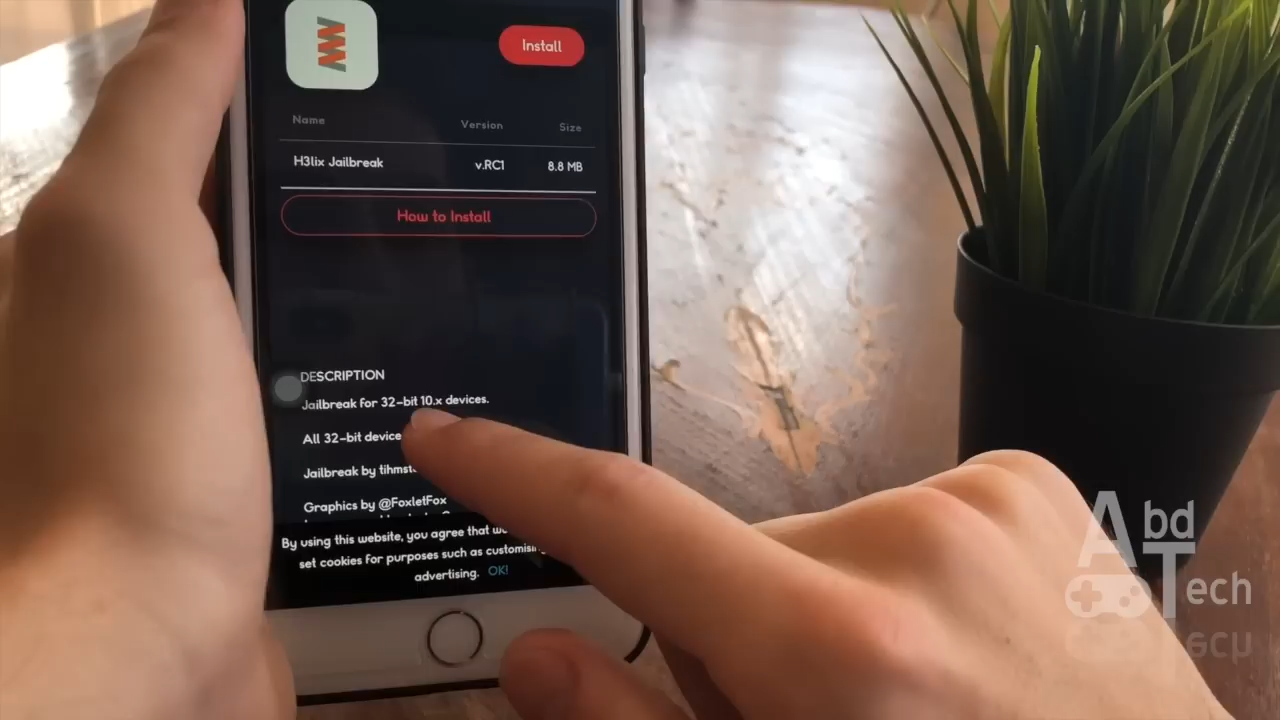 Install
Name Version Size
H3lix Jailbreak v.RC1 8.8 MB
How to Install
DESCRIPTION
Jailbreak for 32-bit 10.x devices.
All 32-bit device
Jailbreak by tihmst
Graphics by @FoxletFox
By using this website, you agree that we
set cookies for purposes such as customising
advertising. OK!
Abd
Tech